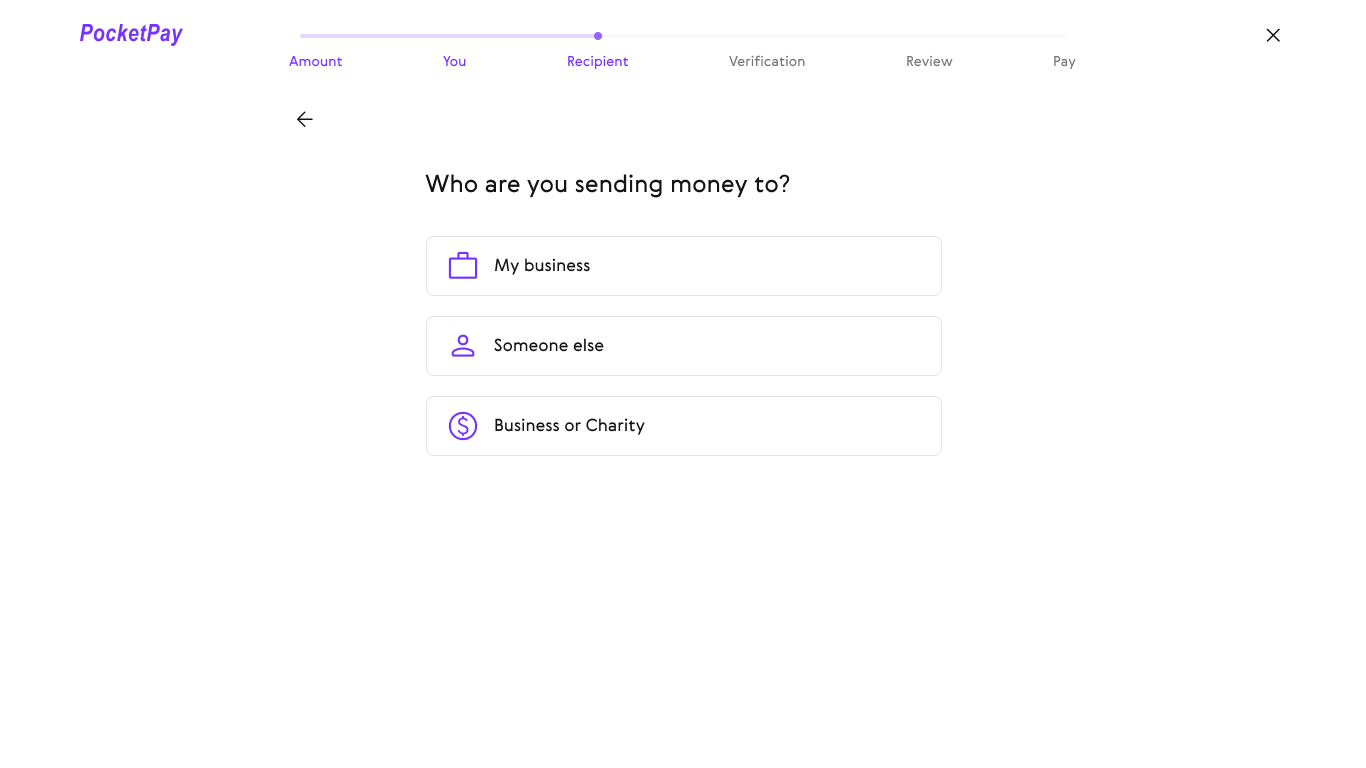 PocketPay
Amount You Recipient Verification Review Pay
Who are you sending money to?
My business
Someone else
Business or Charity